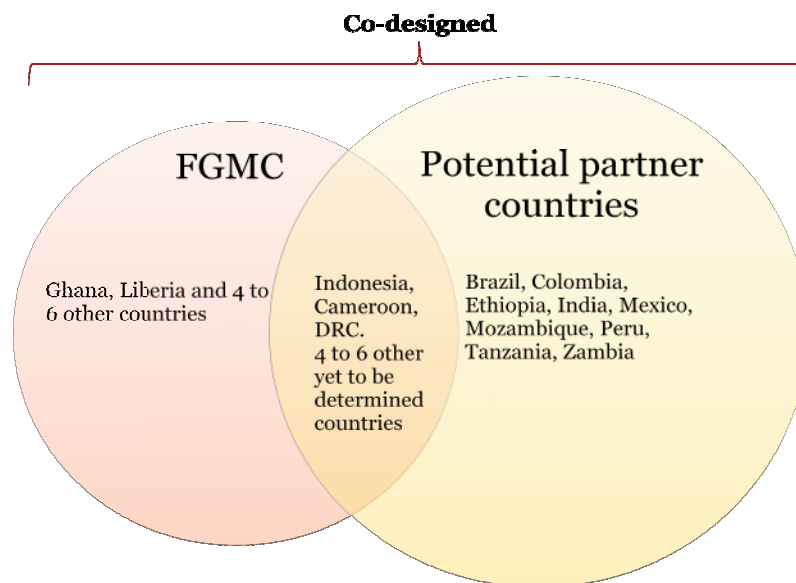 Co-designed
FGMC
Potential partner
countries
Ghana, Liberia and 4 to
6 other countries
Indonesia,
Cameroon,
DRC.
4 to 6 other
yet to be
determined
countries
Brazil, Colombia,
Ethiopia, India, Mexico,
Mozambique, Peru,
Tanzania, Zambia